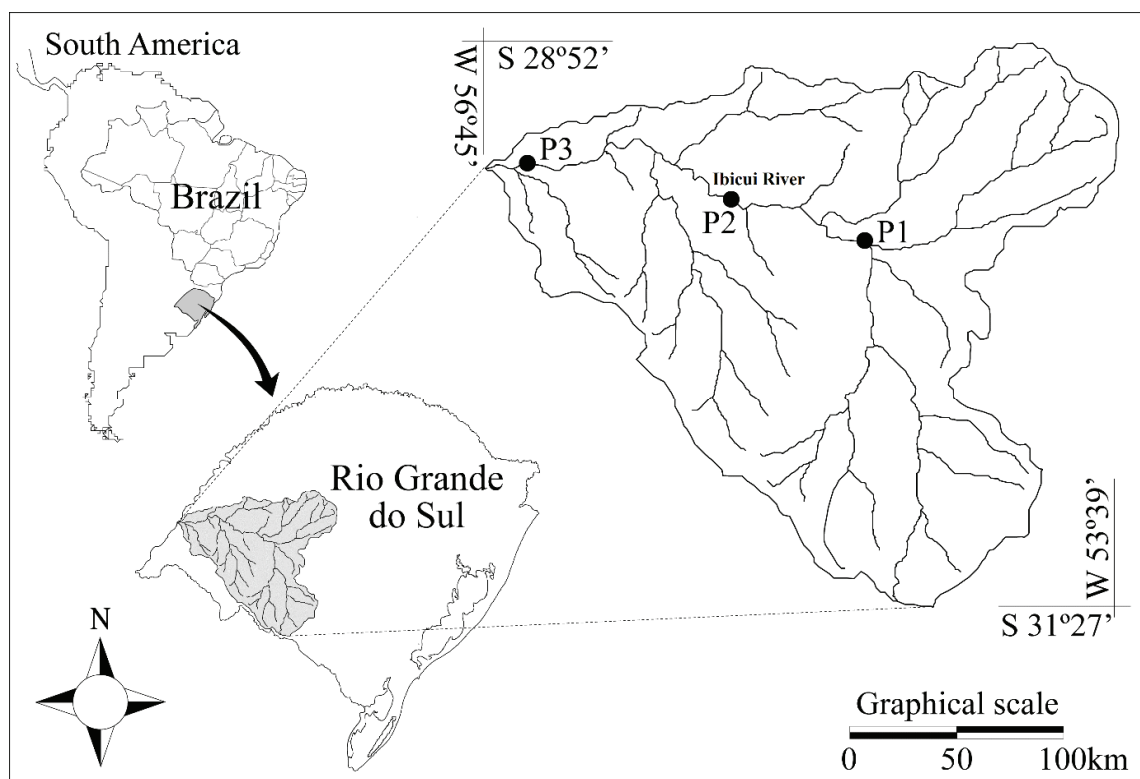 South America
Brazil
W 56º45’
S 28º52’
P3
Ibicui River
P2
P1
Rio Grande
do Sul
W 53º39’
S 31º27’
N
Graphical scale
0 50 100km